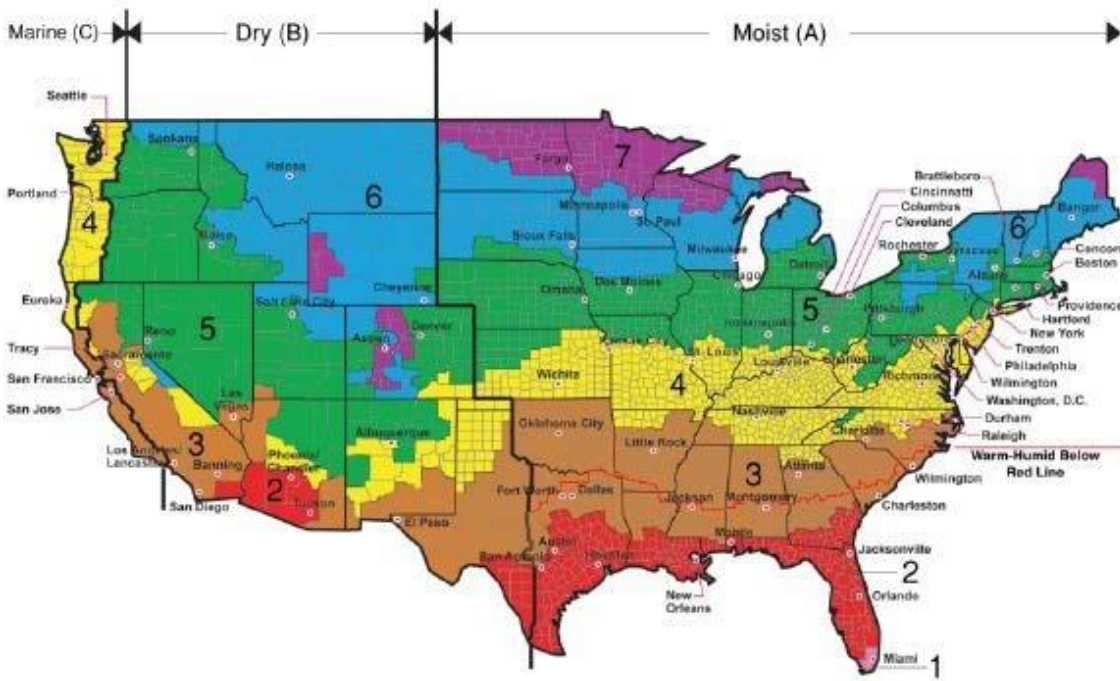 Marine (C)
Dry (B)
Moist (A)
Seattle
Spokane
Helena
Fargo
7
Portland
4
6
Minneapolis
St. Paul
Boise
Sioux Falls
Milwaukee
Brattleboro
Cincinnati
Columbus
Cleveland
Rochester
6
Bangor
Concord
Boston
Detroit
Chicago
Eureka
Salt Lake City
Cheyenne
Omaha
Des Moines
5
Pittsburgh
Providence
Hartford
New York
5
Reno
Denver
Aspen
Indianapolis
Trenton
Tracy
Sacramento
Kansas City
St. Louis
Louisville
Charleston
Philadelphia
San Francisco
Wichita
4
Richmond
Wilmington
San Jose
Las Vegas
Washington, D.C.
Nashville
Durham
Albuquerque
Oklahoma City
Charlotte
Raleigh
3
Little Rock
Los Angeles/
Lancaster
Banning
Phoenix/
Chandler
3
Atlanta
Warm-Humid Below
Red Line
2
Wilmington
San Diego
Tucson
El Paso
Fort Worth
Dallas
Jackson
Montgomery
Charleston
Austin
Mobile
Jacksonville
San Antonio
Houston
2
Orlando
New
Orleans
Miami
1